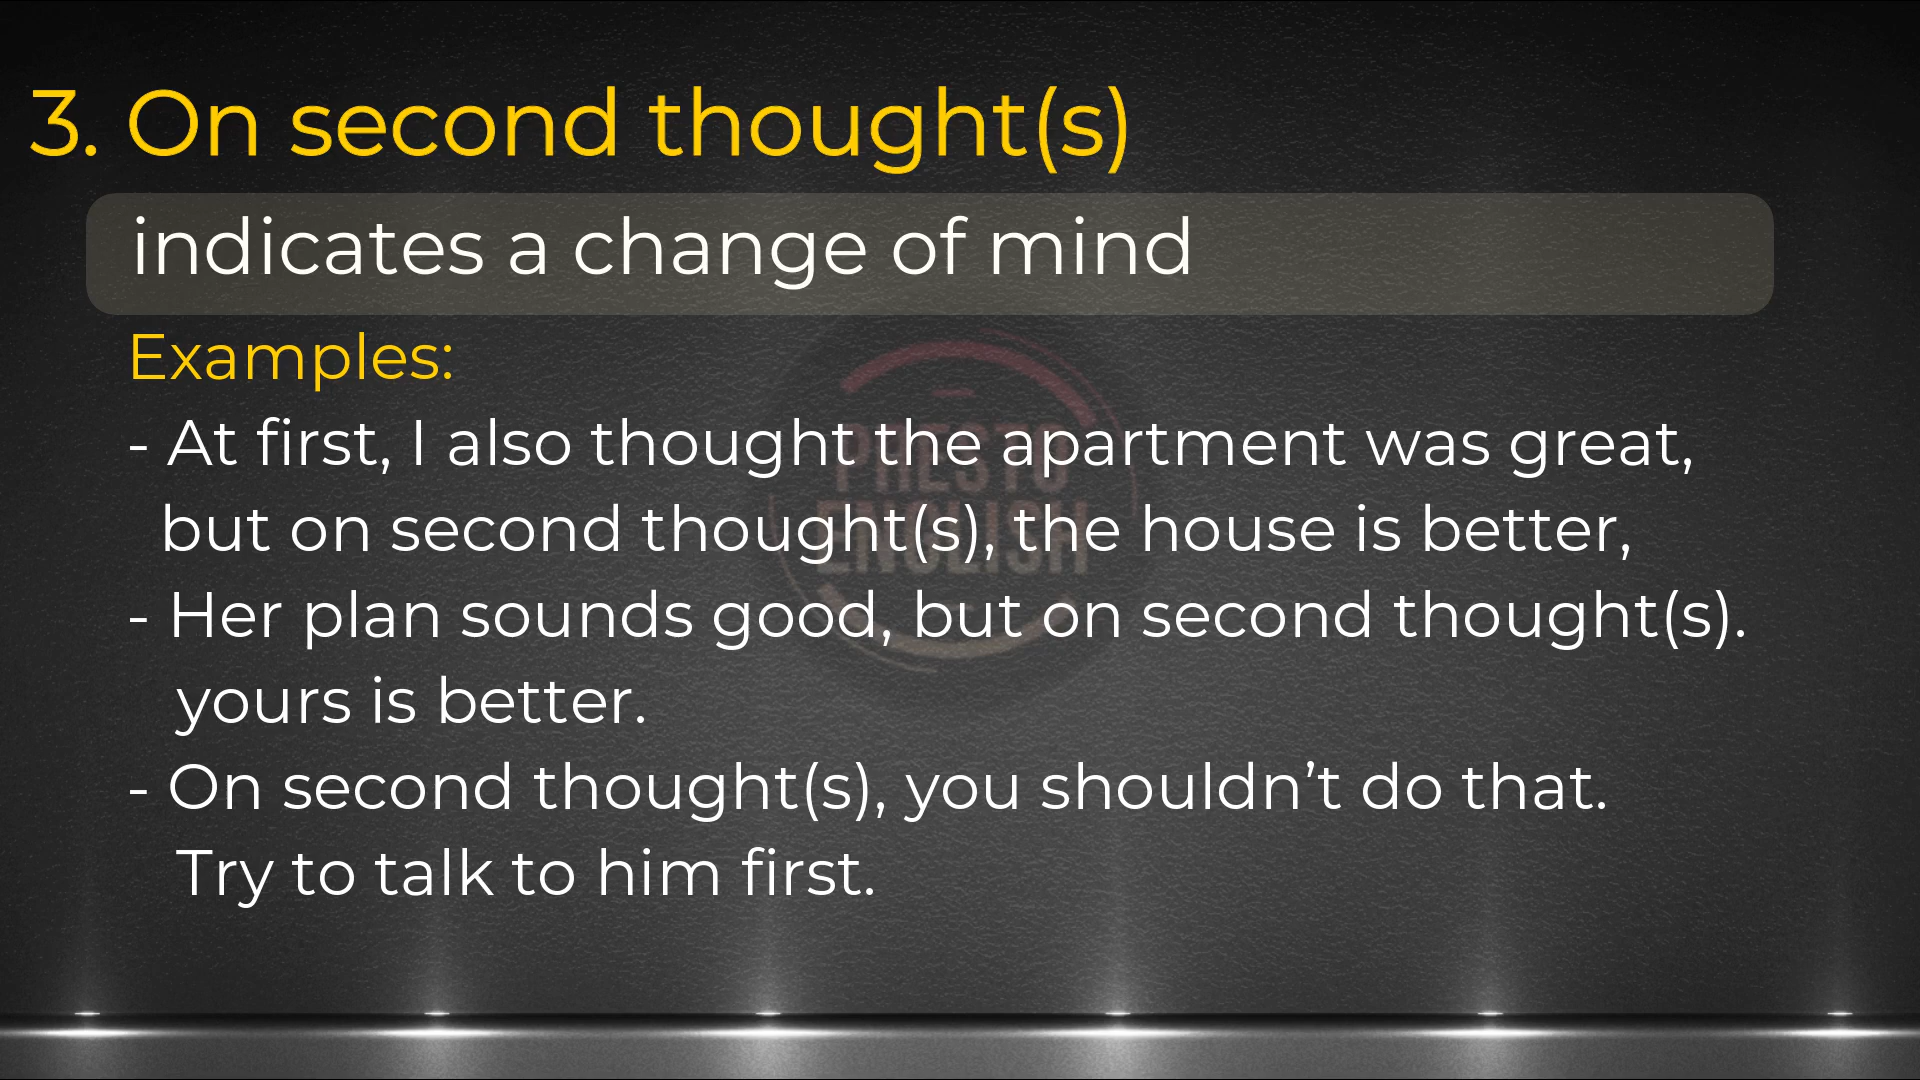 3. On second thought(s)
indicates a change of mind
Examples:
- At first, I also thought the apartment was great,
but on second thought(s), the house is better,
- Her plan sounds good, but on second thought(s).
yours is better.
- On second thought(s), you shouldn’t do that.
Try to talk to him first.
PRESTO
ENGLISH